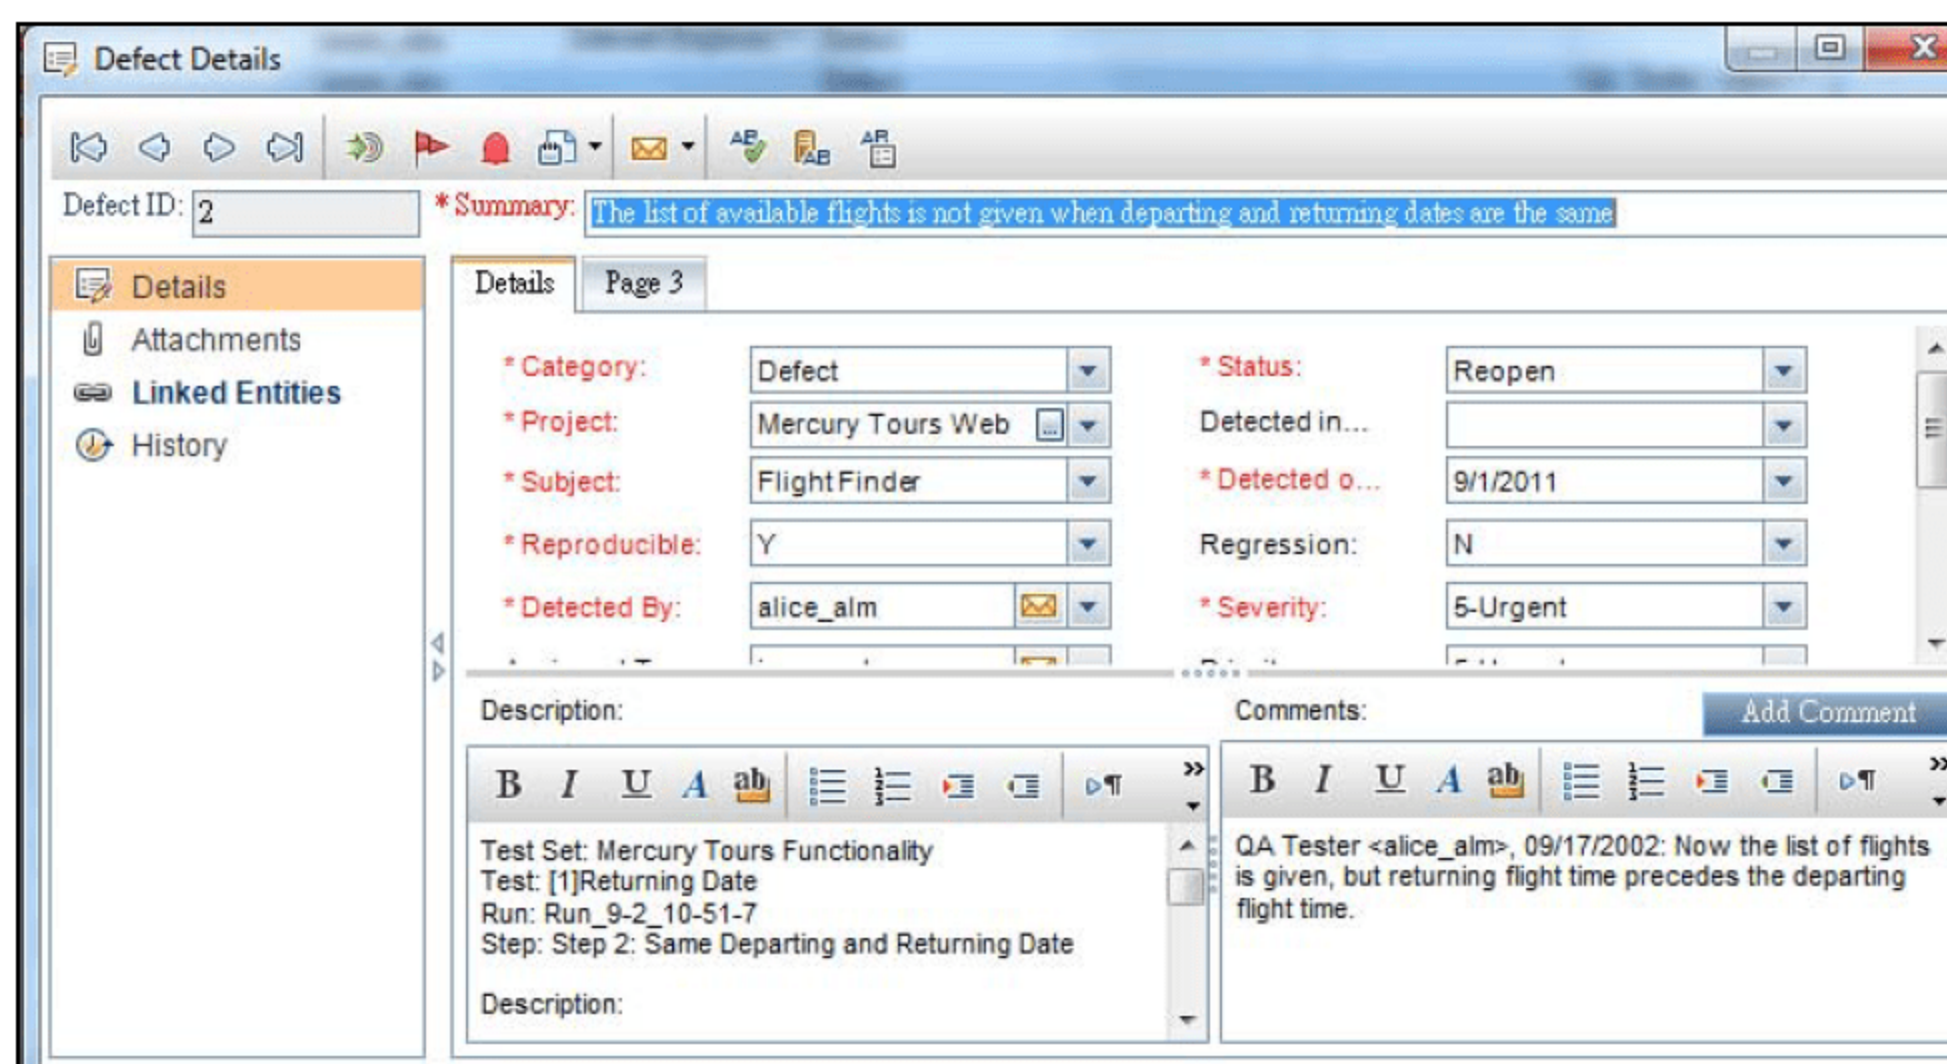 Defect Details
Defect ID: 2
* Summary: The list of available flights is not given when departing and returning dates are the same
Details
Attachments
Linked Entities
History
Details Page 3
* Category: Defect
* Status: Reopen
* Project: Mercury Tours Web ...
Detected in...
* Subject: Flight Finder
* Detected o... 9/1/2011
* Reproducible: Y
Regression: N
* Detected By: alice_alm
* Severity: 5-Urgent
Description:
B I U A ab
Test Set: Mercury Tours Functionality
Test: [1]Returning Date
Run: Run_9-2_10-51-7
Step: Step 2: Same Departing and Returning Date
Description:
Comments: Add Comment
B I U A ab
QA Tester <alice_alm>, 09/17/2002: Now the list of flights
is given, but returning flight time precedes the departing
flight time.